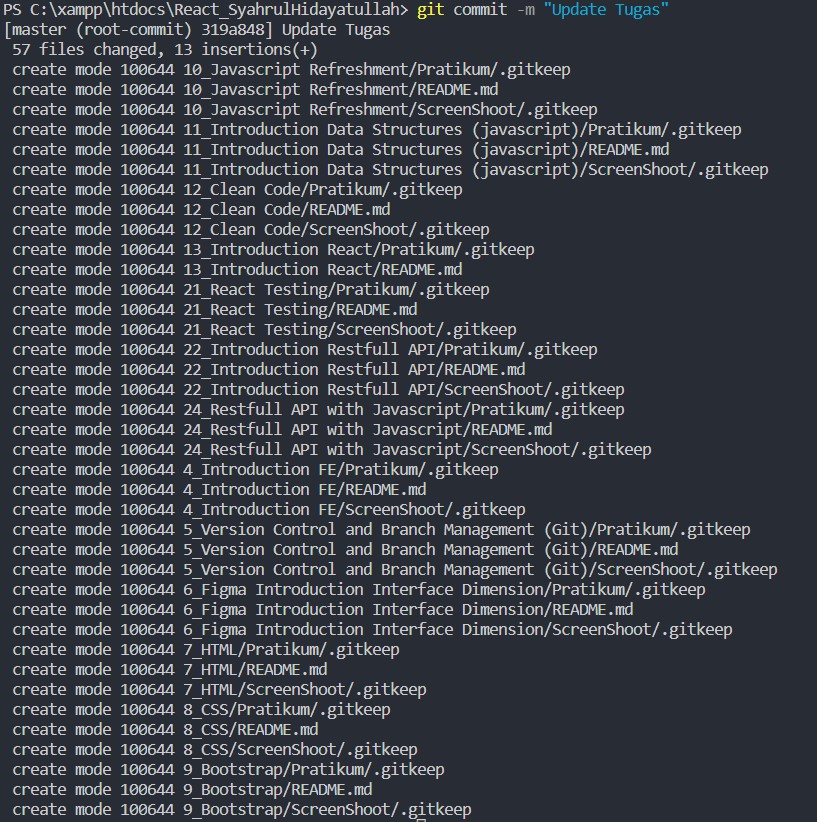 PS C:\xampp\htdocs\React_SyahrulHidayatullah> git commit -m "Update Tugas"
[master (root-commit) 319a848] Update Tugas
 57 files changed, 13 insertions(+)
 create mode 100644 10_Javascript Refreshment/Pratikum/.gitkeep
 create mode 100644 10_Javascript Refreshment/README.md
 create mode 100644 10_Javascript Refreshment/ScreenShoot/.gitkeep
 create mode 100644 11_Introduction Data Structures (javascript)/Pratikum/.gitkeep
 create mode 100644 11_Introduction Data Structures (javascript)/README.md
 create mode 100644 11_Introduction Data Structures (javascript)/ScreenShoot/.gitkeep
 create mode 100644 12_Clean Code/Pratikum/.gitkeep
 create mode 100644 12_Clean Code/README.md
 create mode 100644 12_Clean Code/ScreenShoot/.gitkeep
 create mode 100644 13_Introduction React/Pratikum/.gitkeep
 create mode 100644 13_Introduction React/README.md
 create mode 100644 21_React Testing/Pratikum/.gitkeep
 create mode 100644 21_React Testing/README.md
 create mode 100644 21_React Testing/ScreenShoot/.gitkeep
 create mode 100644 22_Introduction Restfull API/Pratikum/.gitkeep
 create mode 100644 22_Introduction Restfull API/README.md
 create mode 100644 22_Introduction Restfull API/ScreenShoot/.gitkeep
 create mode 100644 24_Restfull API with Javascript/Pratikum/.gitkeep
 create mode 100644 24_Restfull API with Javascript/README.md
 create mode 100644 24_Restfull API with Javascript/ScreenShoot/.gitkeep
 create mode 100644 4_Introduction FE/Pratikum/.gitkeep
 create mode 100644 4_Introduction FE/README.md
 create mode 100644 4_Introduction FE/ScreenShoot/.gitkeep
 create mode 100644 5_Version Control and Branch Management (Git)/Pratikum/.gitkeep
 create mode 100644 5_Version Control and Branch Management (Git)/README.md
 create mode 100644 5_Version Control and Branch Management (Git)/ScreenShoot/.gitkeep
 create mode 100644 6_Figma Introduction Interface Dimension/Pratikum/.gitkeep
 create mode 100644 6_Figma Introduction Interface Dimension/README.md
 create mode 100644 6_Figma Introduction Interface Dimension/ScreenShoot/.gitkeep
 create mode 100644 7_HTML/Pratikum/.gitkeep
 create mode 100644 7_HTML/README.md
 create mode 100644 7_HTML/ScreenShoot/.gitkeep
 create mode 100644 8_CSS/Pratikum/.gitkeep
 create mode 100644 8_CSS/README.md
 create mode 100644 8_CSS/ScreenShoot/.gitkeep
 create mode 100644 9_Bootstrap/Pratikum/.gitkeep
 create mode 100644 9_Bootstrap/README.md
 create mode 100644 9_Bootstrap/ScreenShoot/.gitkeep